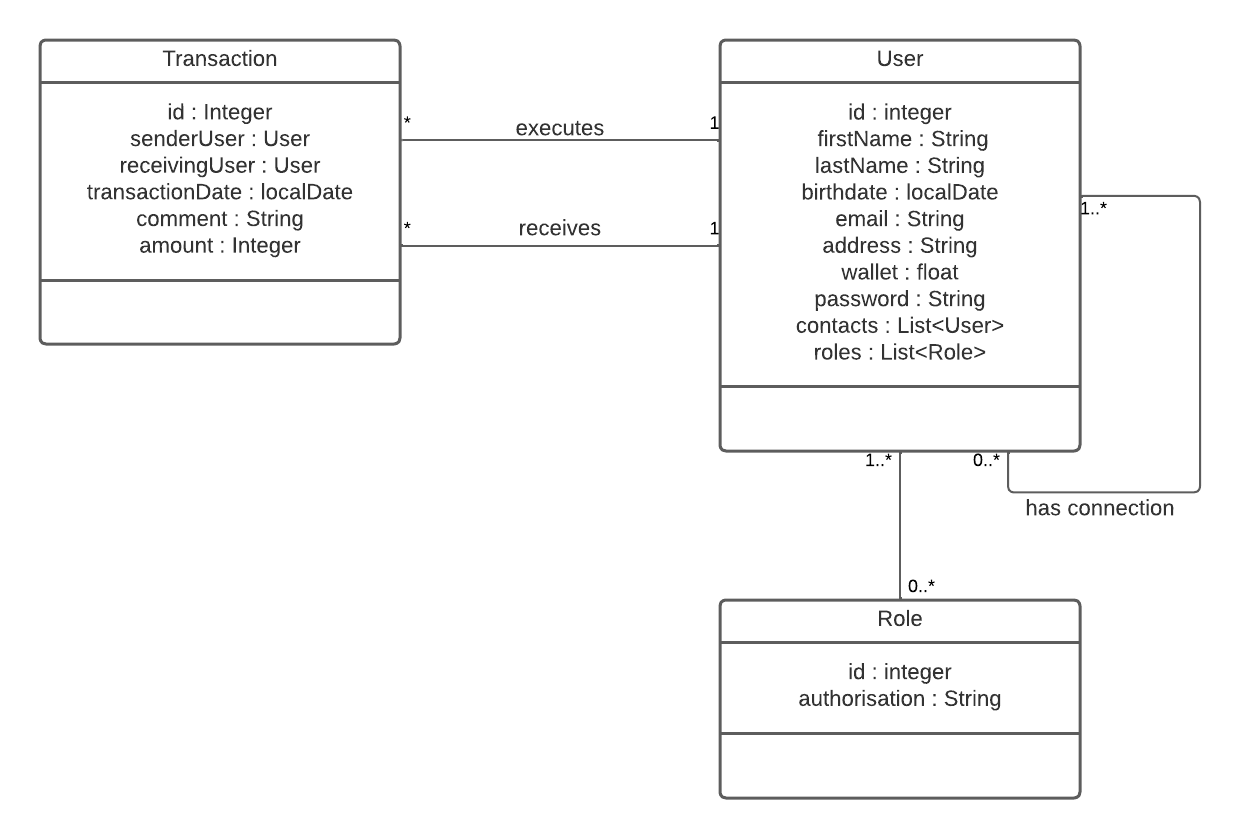 Transaction
id : Integer
senderUser : User
receivingUser : User
transactionDate : localDate
comment : String
amount : Integer
*
executes
1
*
receives
1
User
id : integer
firstName : String
lastName : String
birthdate : localDate
email : String
address : String
wallet : float
password : String
contacts : List<User>
roles : List<Role>
1..*
1..*
0..*
has connection
0..*
Role
id : integer
authorisation : String